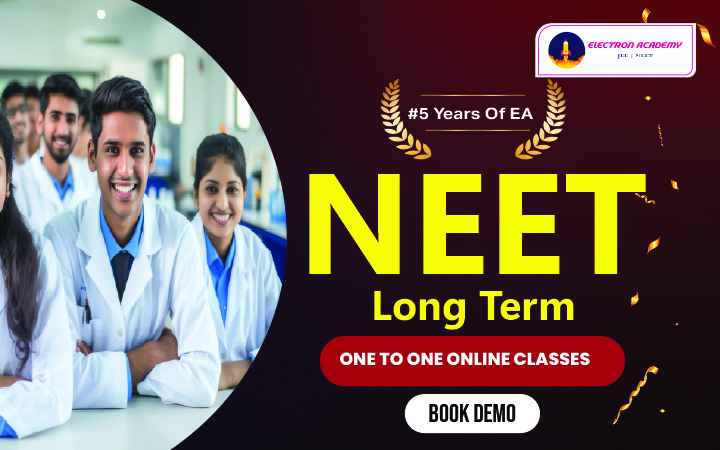 ELECTRON ACADEMY
JEE | NEET
#5 Years Of EA
NEET
Long Term
ONE TO ONE ONLINE CLASSES
BOOK DEMO